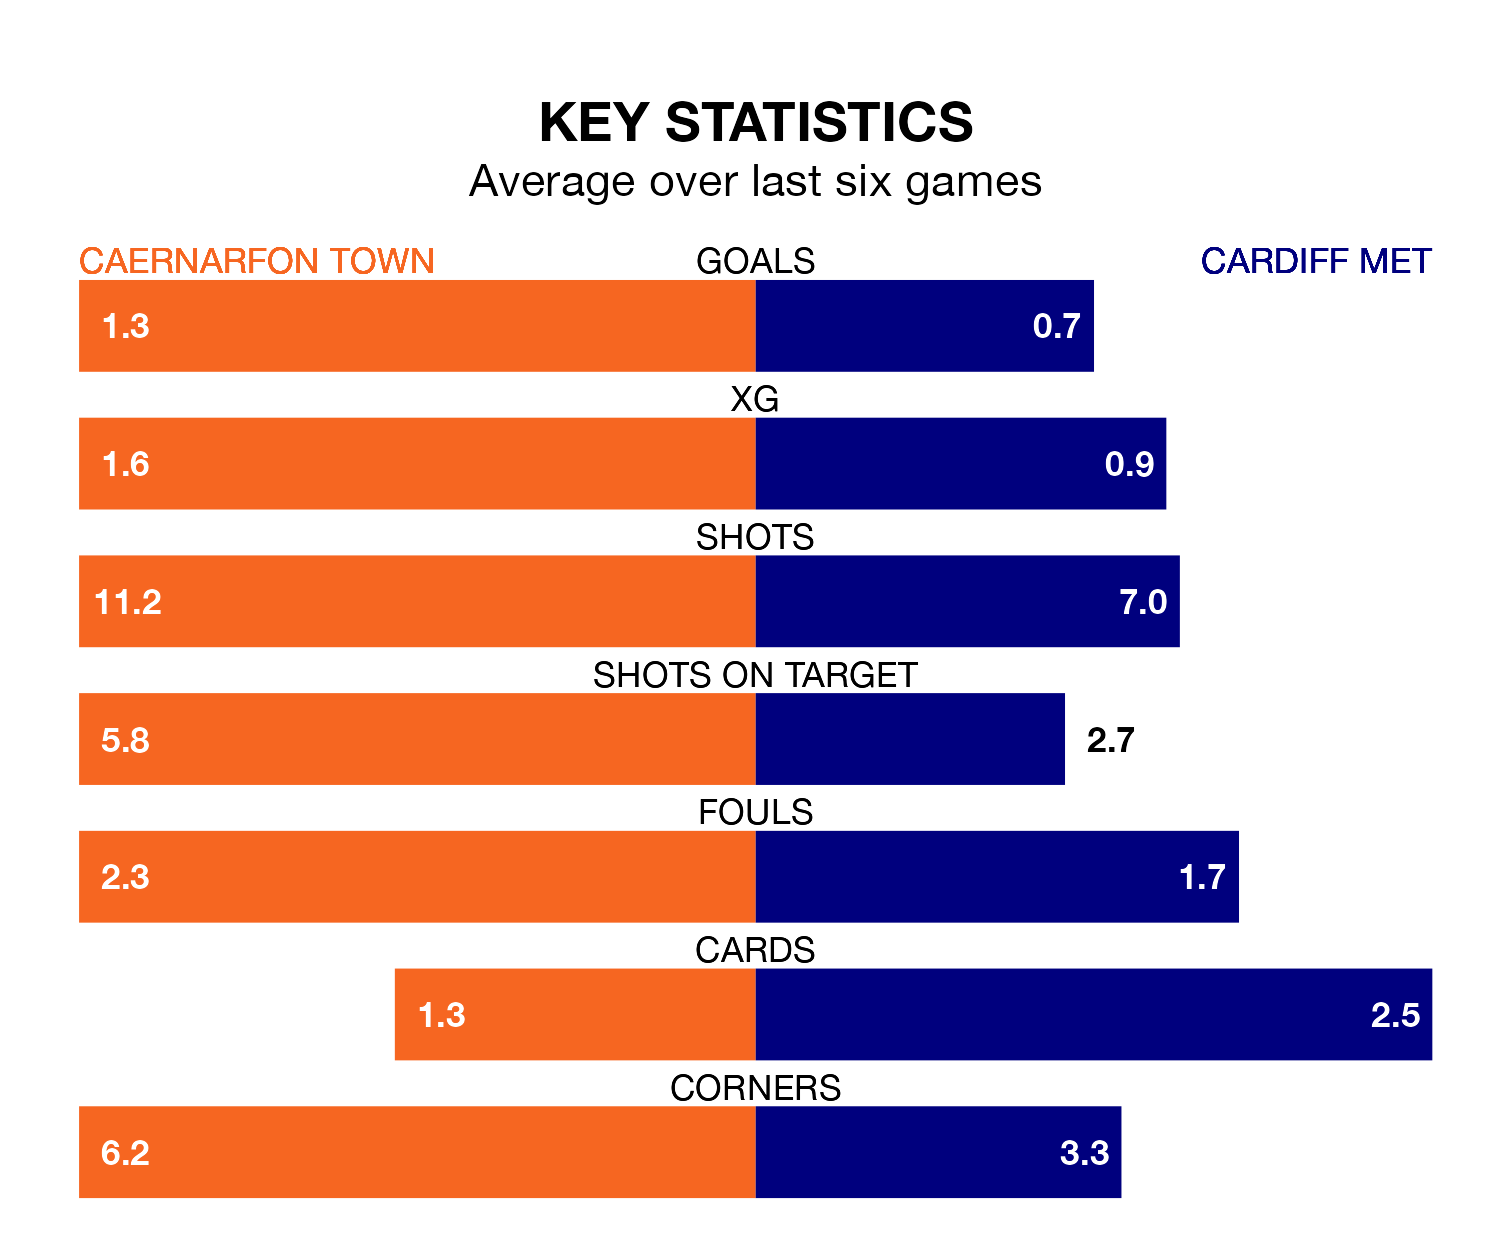 KEY STATISTICS
Average over last six games
CAERNARFON TOWN GOALS CARDIFF MET
1.3 0.7
XG
1.6 0.9
SHOTS
11.2 7.0
SHOTS ON TARGET
5.8 2.7
FOULS
2.3 1.7
CARDS
1.3 2.5
CORNERS
6.2 3.3